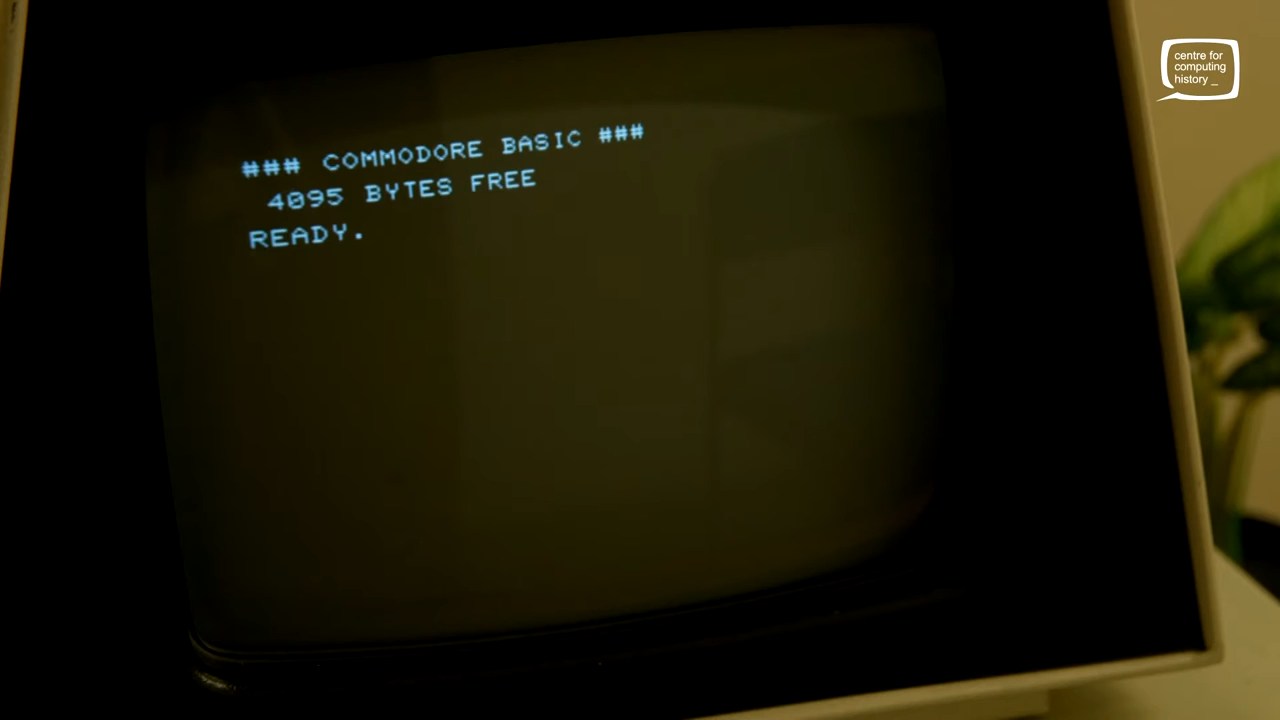 ### COMMODORE BASIC ###
4095 BYTES FREE
READY.
centre for
computing
history _